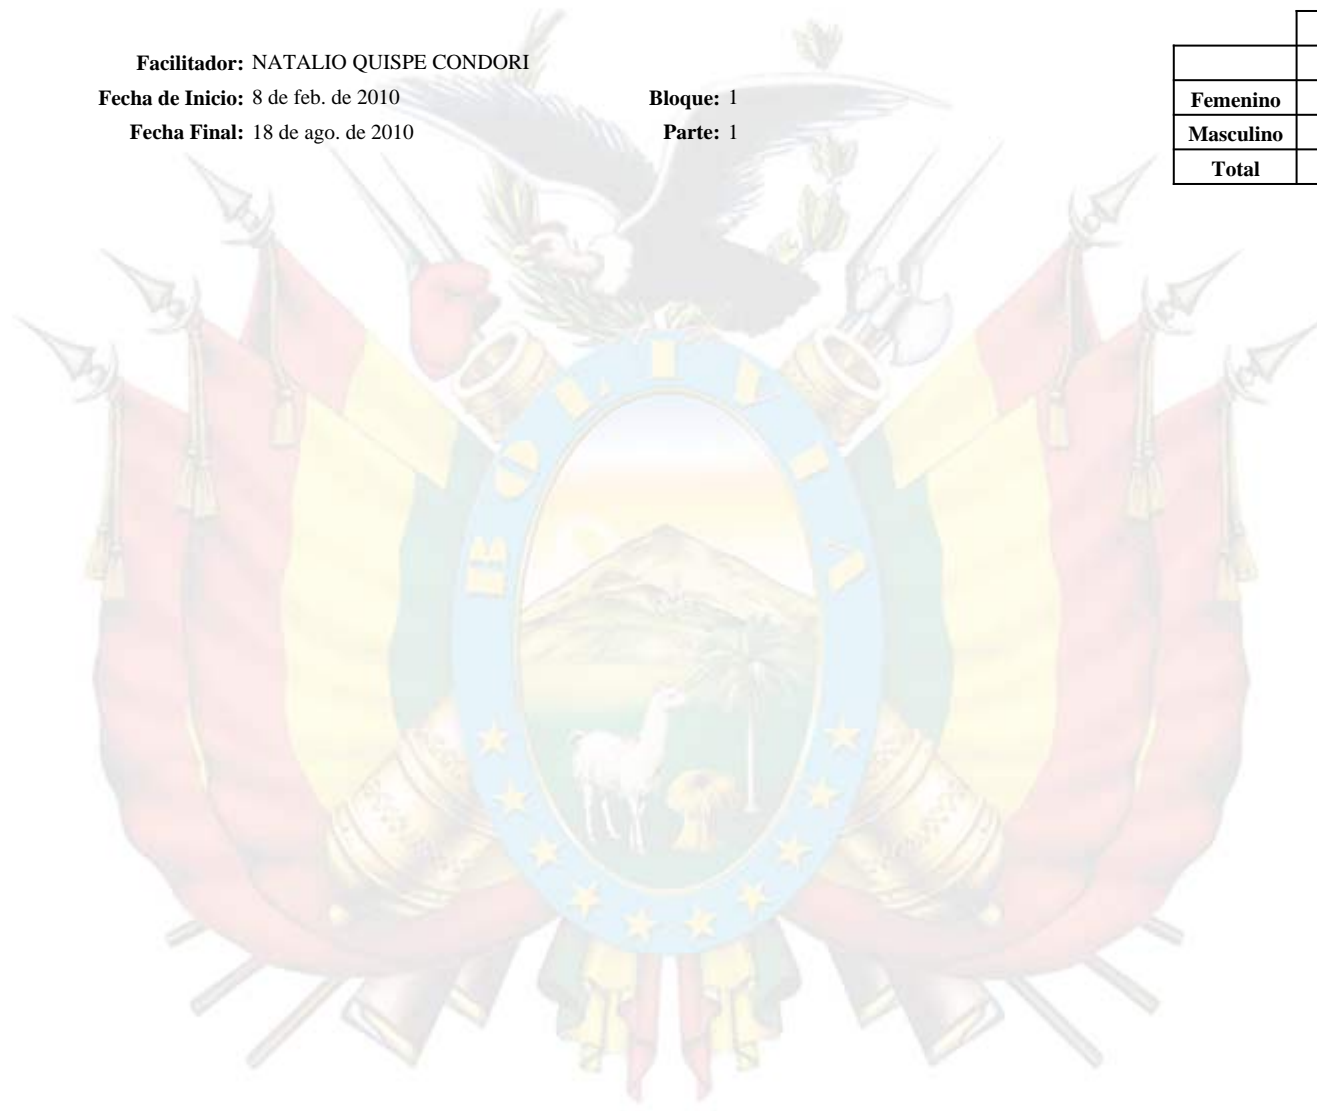 Facilitador: NATALIO QUISPE CONDORI
Fecha de Inicio: 8 de feb. de 2010 Bloque: 1
Fecha Final: 18 de ago. de 2010 Parte: 1
Femenino
Masculino
Total
BOLIVIA